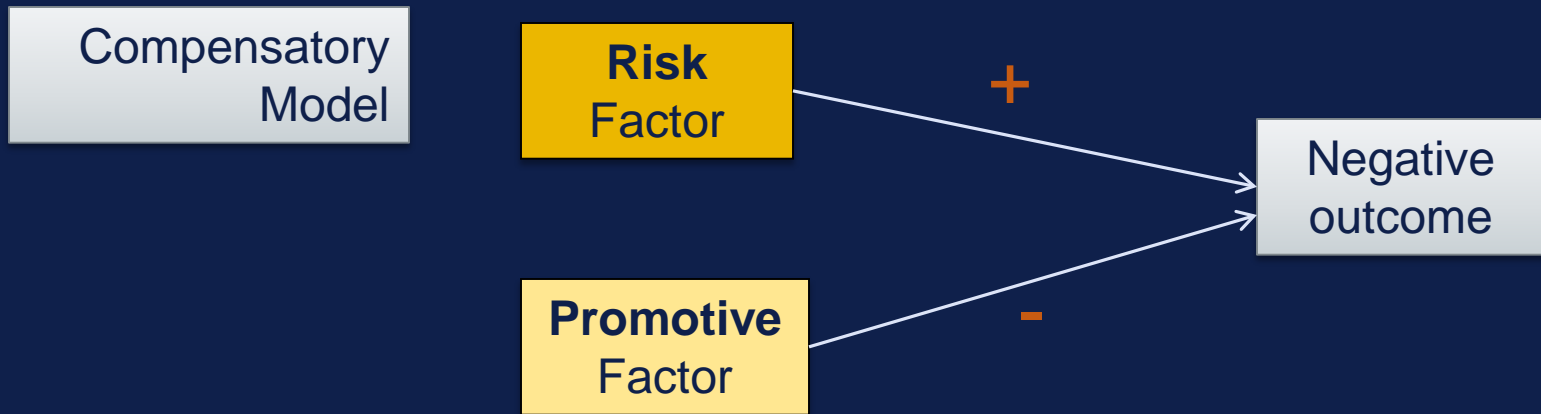 Compensatory
Model
Risk
Factor
+
Negative
outcome
Promotive
Factor
-